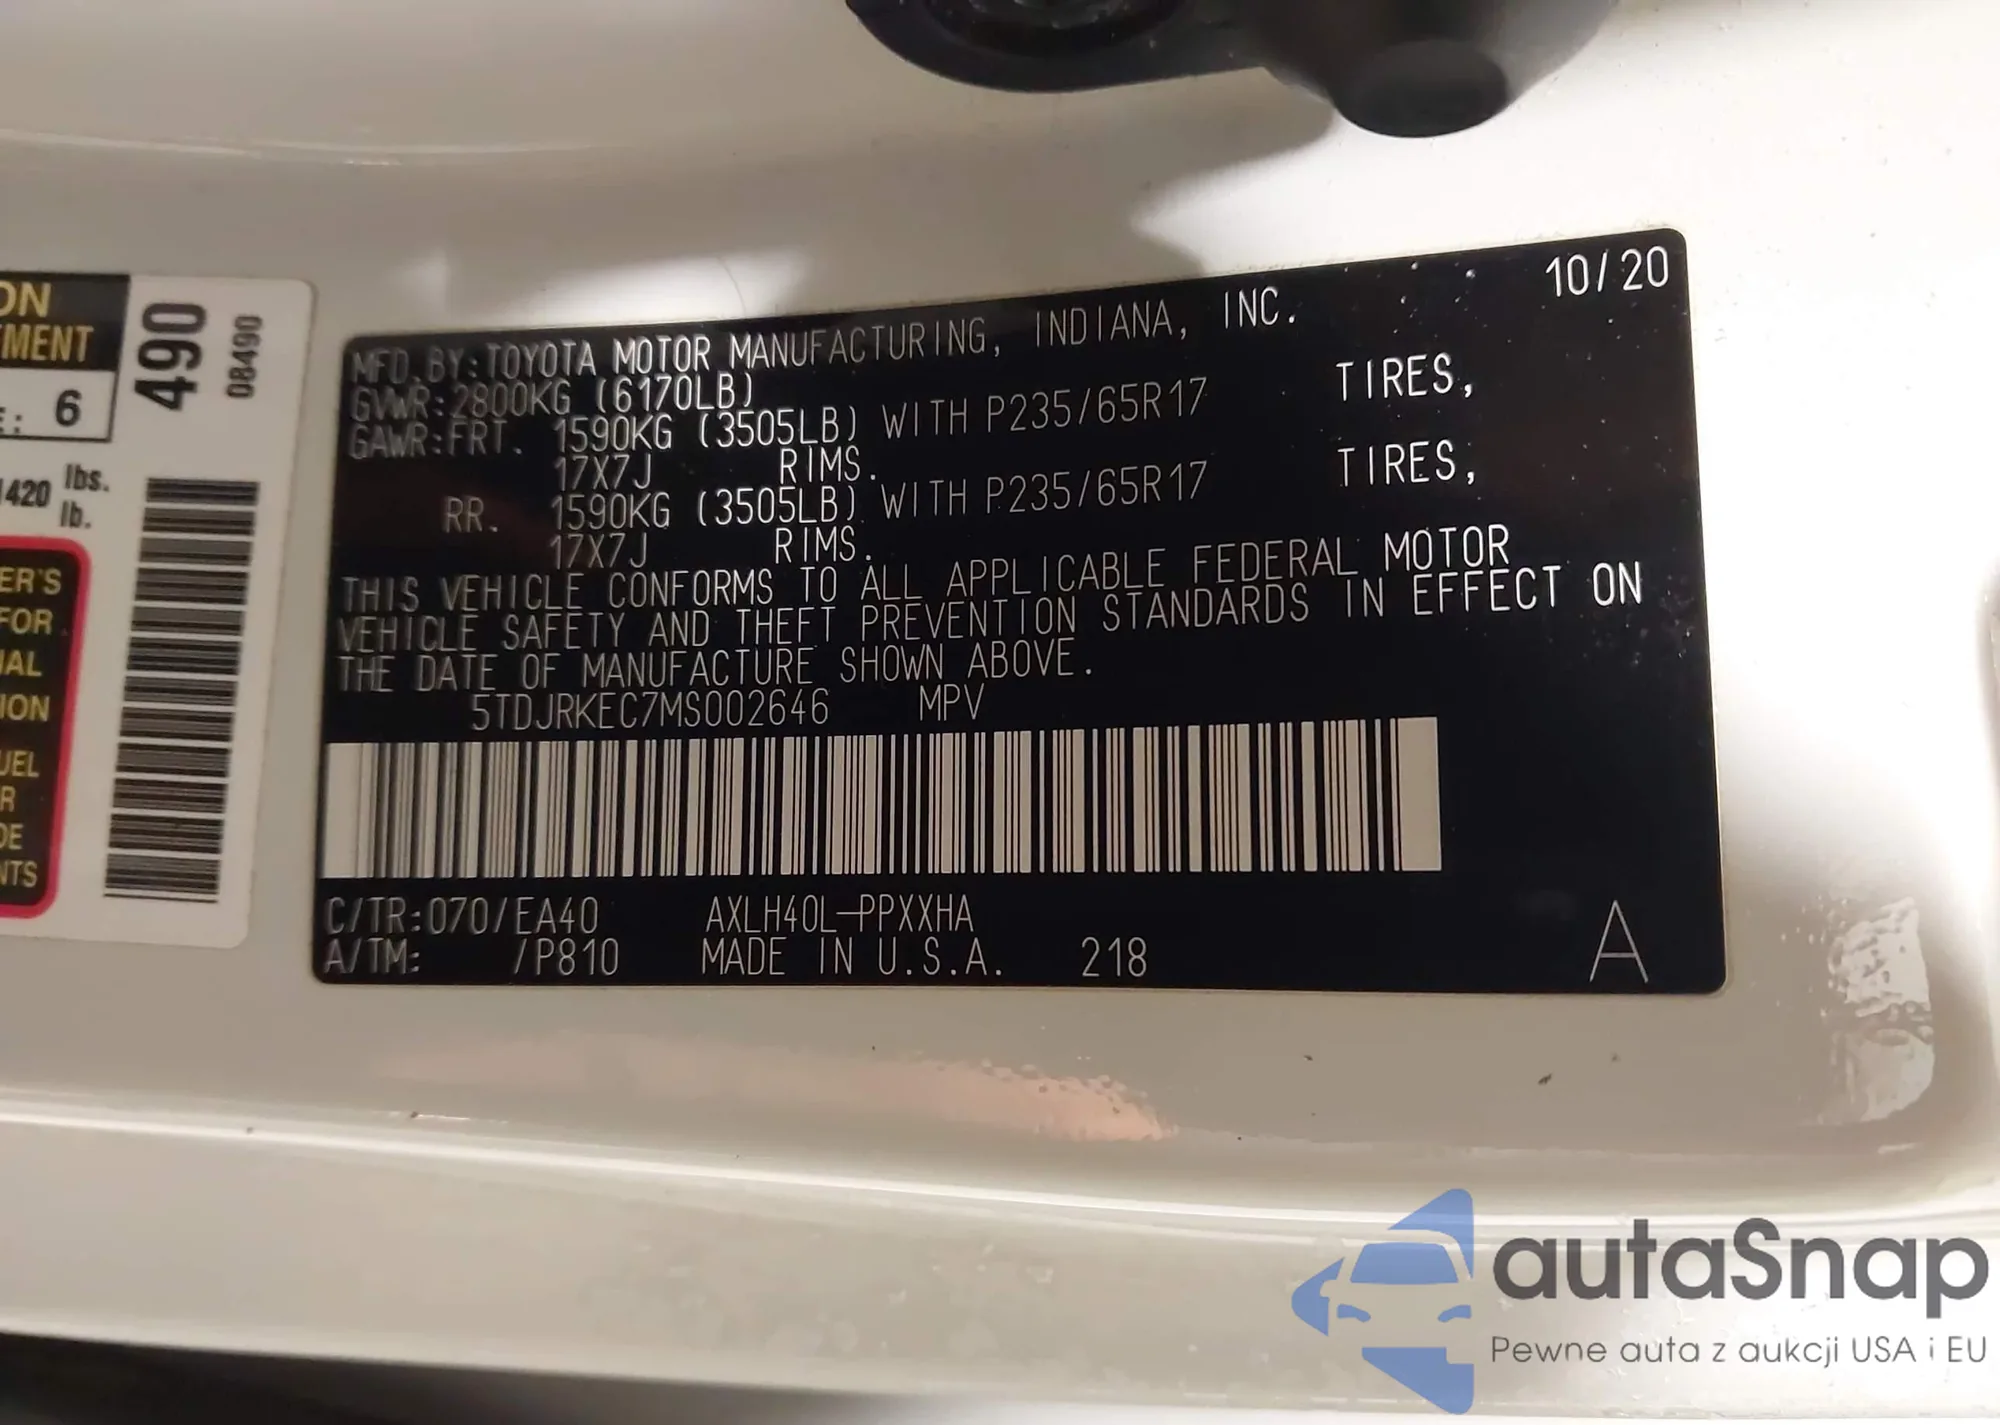 ON
TMENT
E: 6
1420 lbs.
lb.
ER'S
FOR
IAL
ION
UEL
R
DE
NTS
490
08490
10/20
MFD. BY: TOYOTA MOTOR MANUFACTURING, INDIANA, INC.
GVWR: 2800KG (6170LB)
GAWR: FRT. 1590KG (3505LB) WITH P235/65R17 TIRES,
17X7J RIMS.
RR. 1590KG (3505LB) WITH P235/65R17 TIRES,
17X7J RIMS.
THIS VEHICLE CONFORMS TO ALL APPLICABLE FEDERAL MOTOR
VEHICLE SAFETY AND THEFT PREVENTION STANDARDS IN EFFECT ON
THE DATE OF MANUFACTURE SHOWN ABOVE.
5TDJRKEC7MS002646 MPV
C/TR: 070/EA40 AXLH40L-PPXXHA
A/TM: /P810 MADE IN U.S.A. 218 A
autaSnap
Pewne auta z aukcji USA i EU